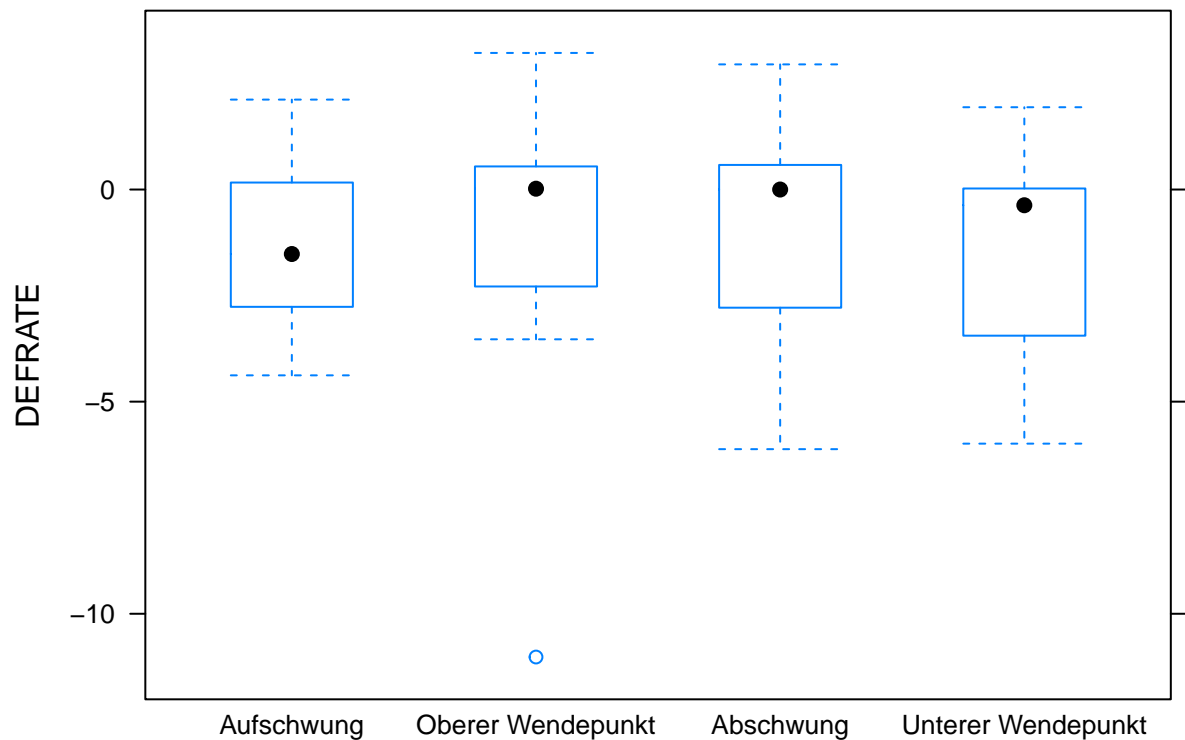 DEFRATE
0
−5
−10
Aufschwung
Oberer Wendepunkt
Abschwung
Unterer Wendepunkt